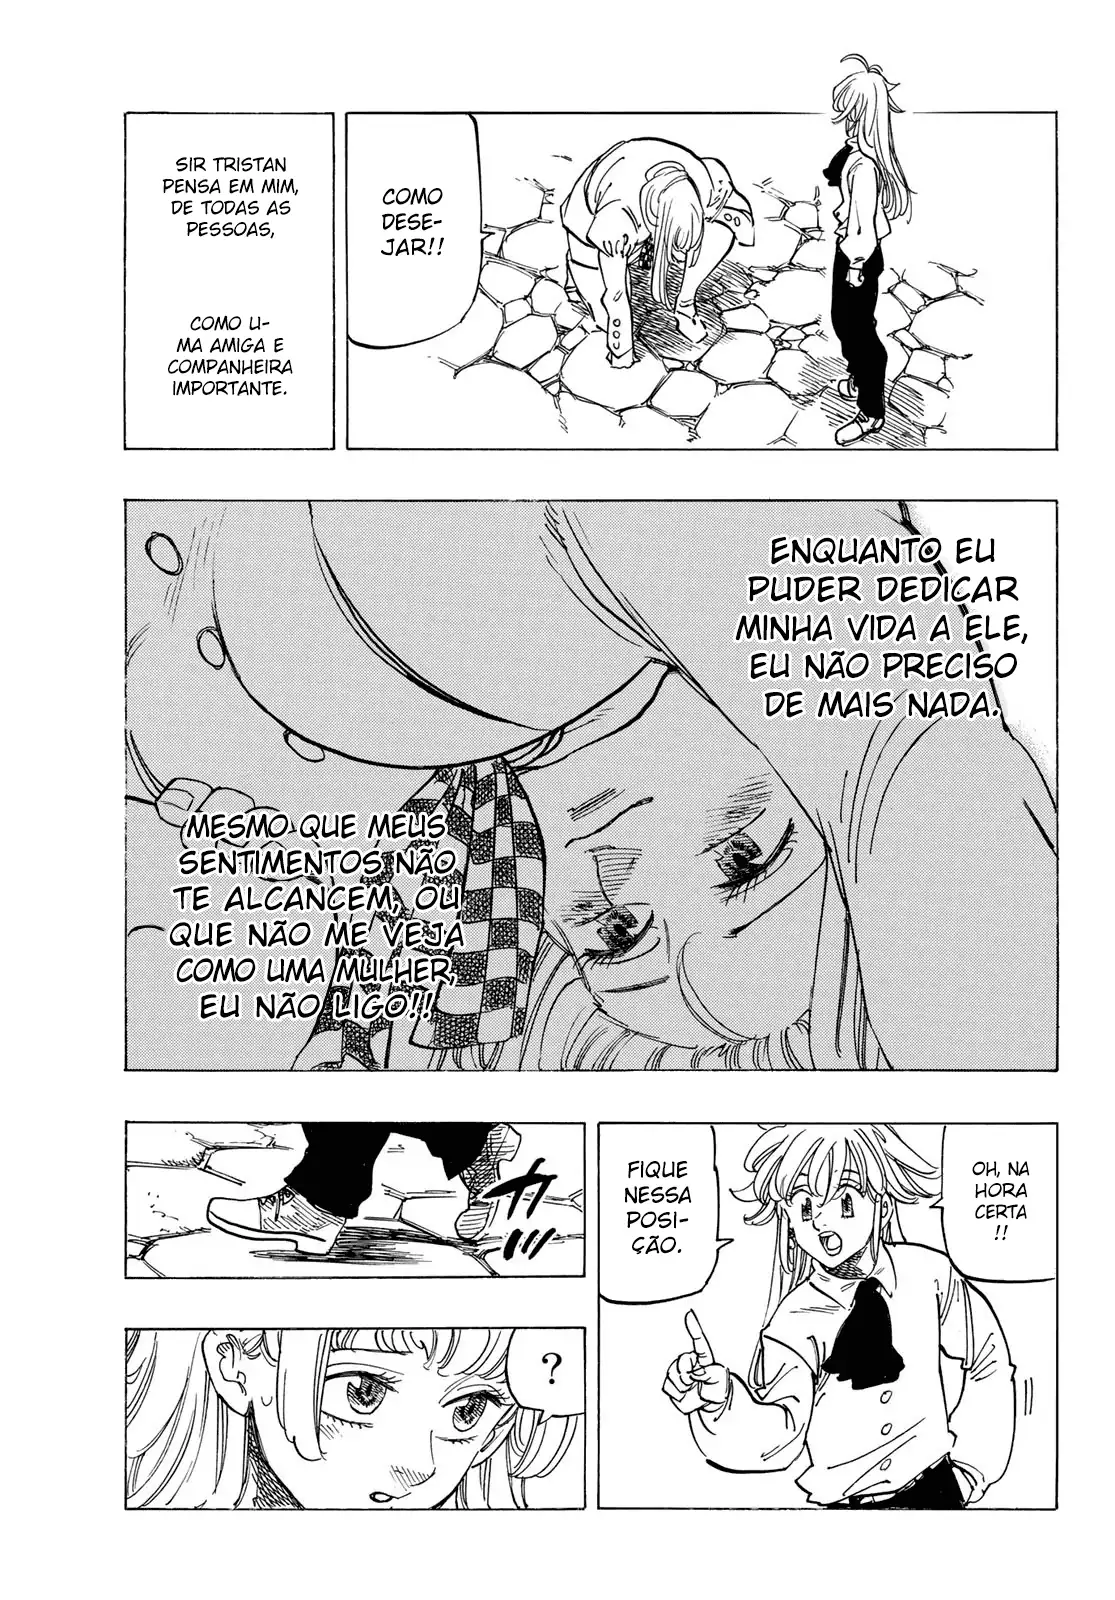 COMO
DESE-
JAR!!
SIR TRISTAN
PENSA EM MIM,
DE TODAS AS
PESSOAS,
COMO U-
MA AMIGA E
COMPANHEIRA
IMPORTANTE.
ENQUANTO EU
PUDER DEDICAR
MINHA VIDA A ELE,
EU NÃO PRECISO
DE MAIS NADA.
MESMO QUE MEUS
SENTIMENTOS NÃO
TE ALCANCEM, OU
QUE NÃO ME VEJA
COMO UMA MULHER,
EU NÃO LIGO!!
OH, NA
HORA
CERTA
!!
FIQUE
NESSA
POSI-
ÇÃO.
ガ
?